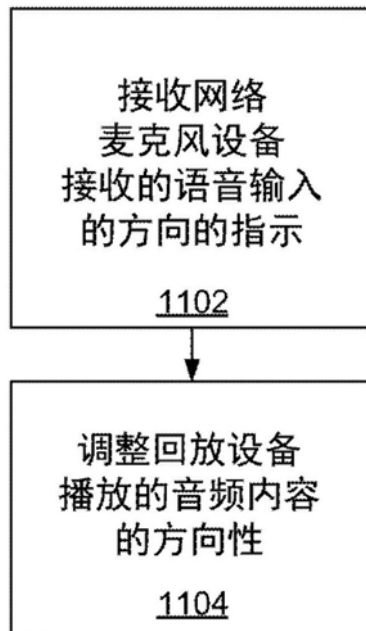 接收网络
麦克风设备
接收的语音输入
的方向的指示
1102
调整回放设备
播放的音频内容
的方向性
1104